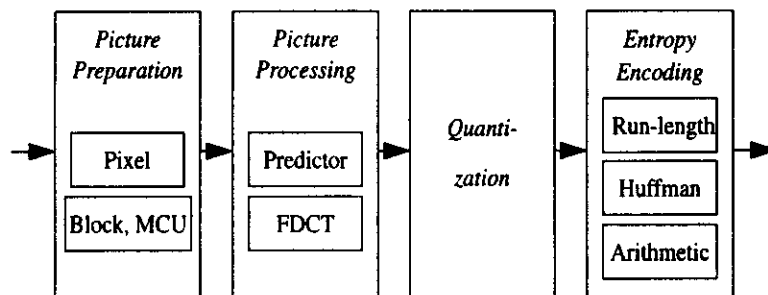 Picture
Preparation
Pixel
Block, MCU
Picture
Processing
Predictor
FDCT
Quanti-
zation
Entropy
Encoding
Run-length
Huffman
Arithmetic